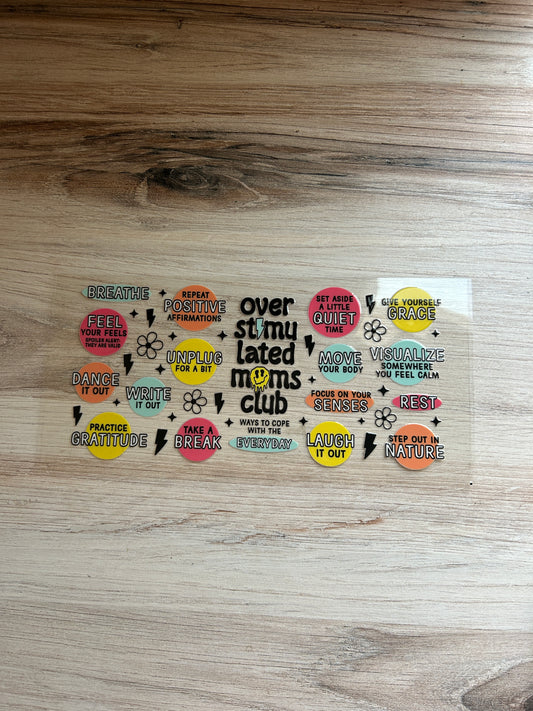 BREATHE
REPEAT
POSITIVE
AFFIRMATIONS
FEEL
YOUR FEELS
SPOILER ALERT:
THEY ARE VALID
UNPLUG
FOR A BIT
DANCE
IT OUT
WRITE
IT OUT
PRACTICE
GRATITUDE
TAKE A
BREAK
over
stimu
lated
moms
club
WAYS TO COPE
WITH THE
EVERYDAY
SET ASIDE
A LITTLE
QUIET
TIME
GIVE YOURSELF
GRACE
MOVE
YOUR BODY
VISUALIZE
SOMEWHERE
YOU FEEL CALM
FOCUS ON YOUR
SENSES
REST
LAUGH
IT OUT
STEP OUT IN
NATURE